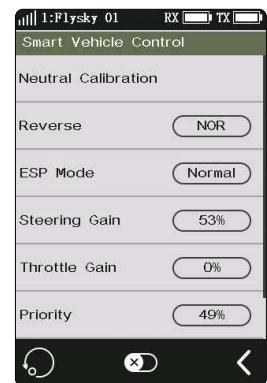 1:Flysky 01 RX TX
Smart Vehicle Control
Neutral Calibration
Reverse NOR
ESP Mode Normal
Steering Gain 53%
Throttle Gain 0%
Priority 49%